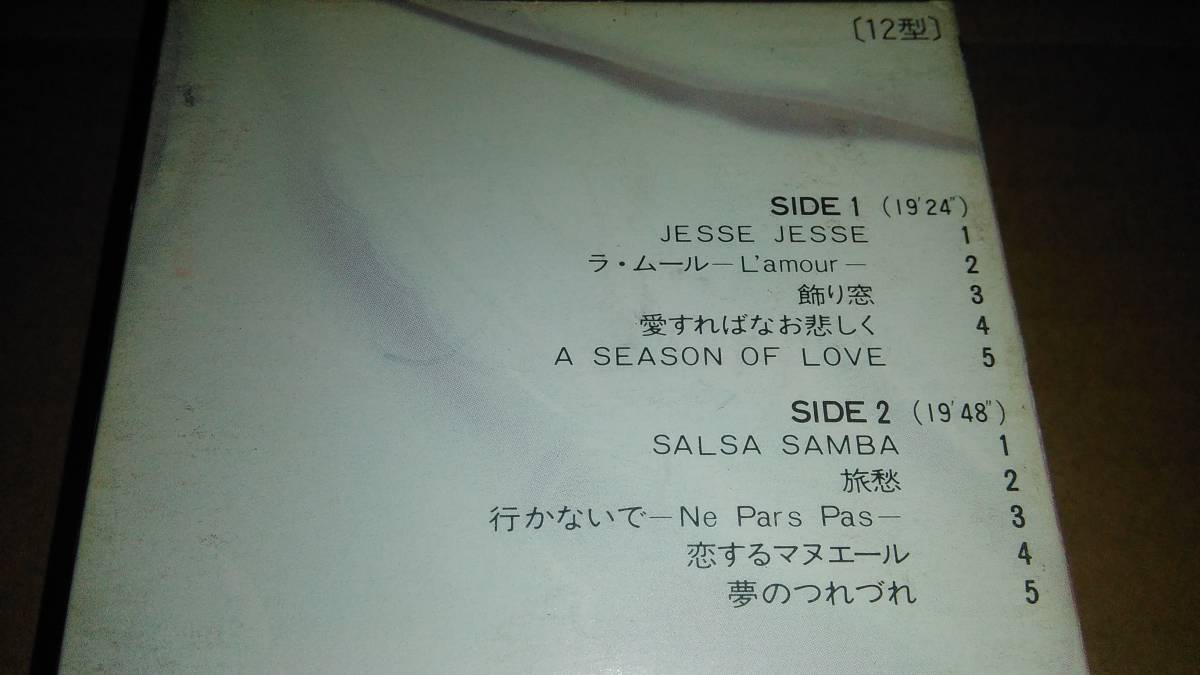 〔12型〕
SIDE 1 (19'24")
JESSE JESSE 1
ラ・ムール－L'amour－ 2
飾り窓 3
愛すればなお悲しく 4
A SEASON OF LOVE 5
SIDE 2 (19'48")
SALSA SAMBA 1
旅愁 2
行かないで－Ne Pars Pas－ 3
恋するマヌエール 4
夢のつれづれ 5